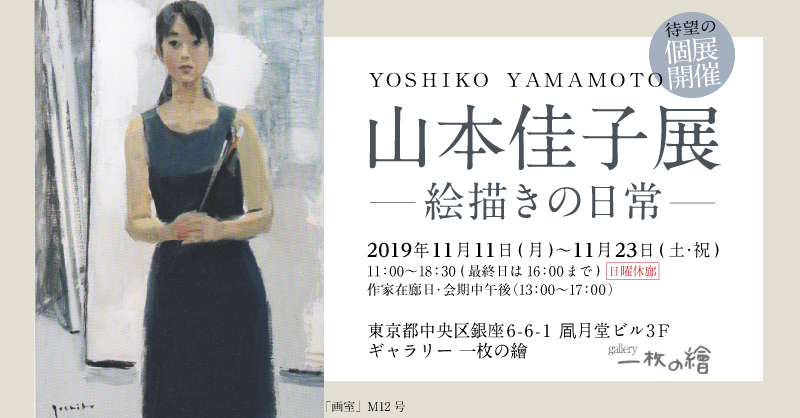 待望の
個展
開催
YOSHIKO YAMAMOTO
山本佳子展
―絵描きの日常―
2019年11月11日(月)～11月23日(土･祝)
11:00～18:30(最終日は16:00まで) 日曜休廊
作家在廊日･会期中午後(13:00～17:00)
東京都中央区銀座6-6-1 凮月堂ビル3F
ギャラリー 一枚の繪
gallery 一枚の繪
yoshiko
「画室」M12号